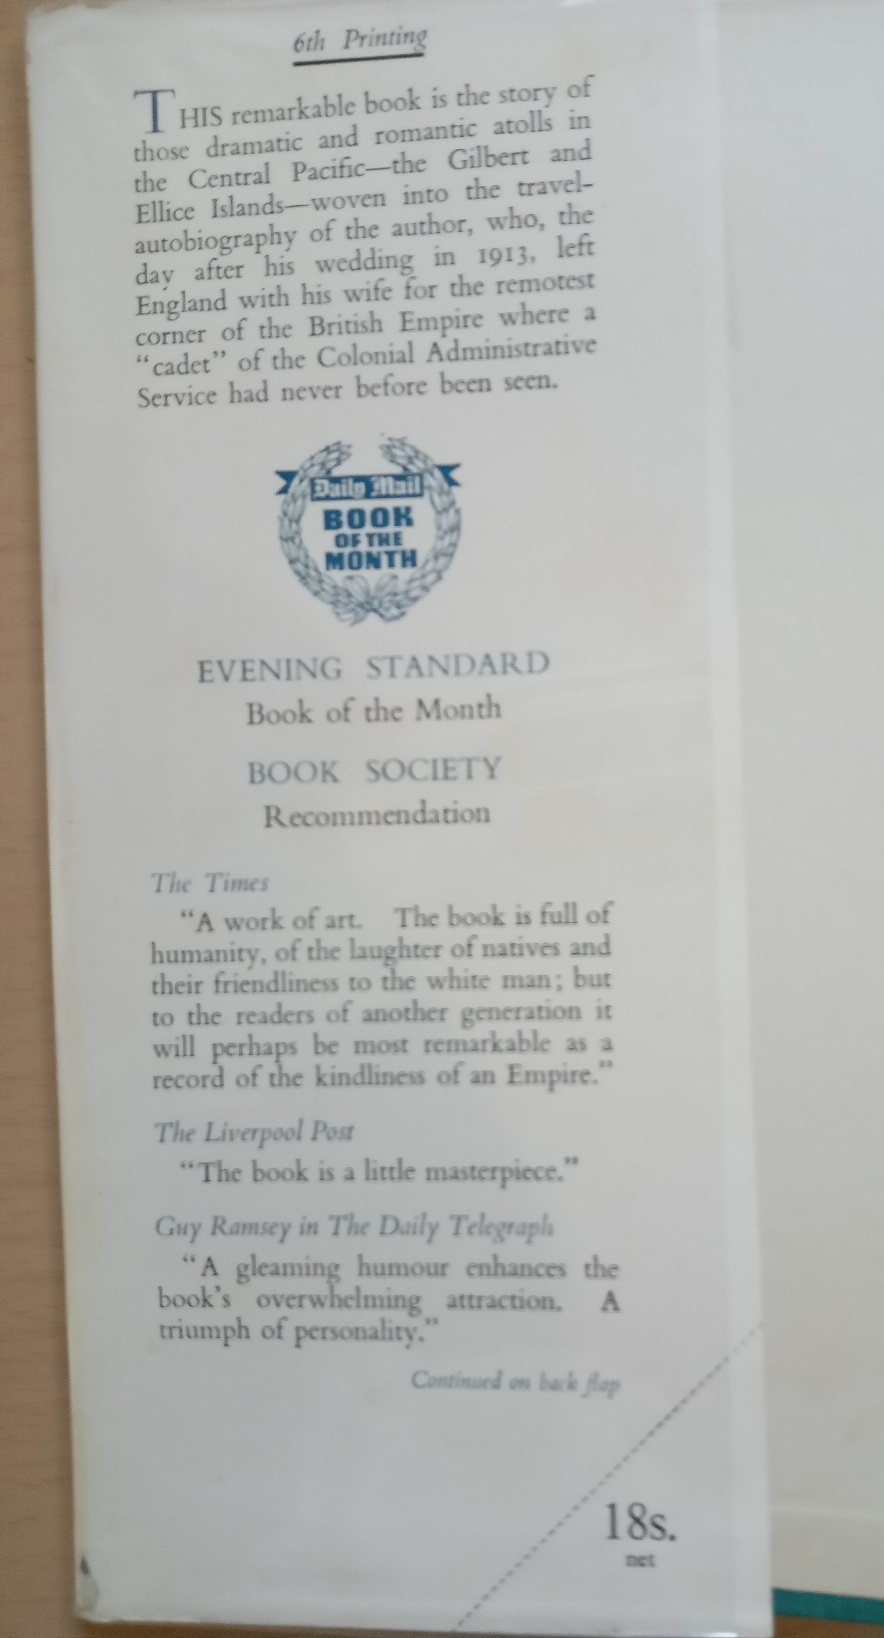 6th Printing
THIS remarkable book is the story of
those dramatic and romantic atolls in
the Central Pacific—the Gilbert and
Ellice Islands—woven into the travel-
autobiography of the author, who, the
day after his wedding in 1913, left
England with his wife for the remotest
corner of the British Empire where a
“cadet” of the Colonial Administrative
Service had never before been seen.
Daily Mail
BOOK
OF THE
MONTH
EVENING STANDARD
Book of the Month
BOOK SOCIETY
Recommendation
The Times
“A work of art. The book is full of
humanity, of the laughter of natives and
their friendliness to the white man; but
to the readers of another generation it
will perhaps be most remarkable as a
record of the kindliness of an Empire.”
The Liverpool Post
“The book is a little masterpiece.”
Guy Ramsey in The Daily Telegraph
“A gleaming humour enhances the
book’s overwhelming attraction. A
triumph of personality.”
Continued on back flap
18s.
net